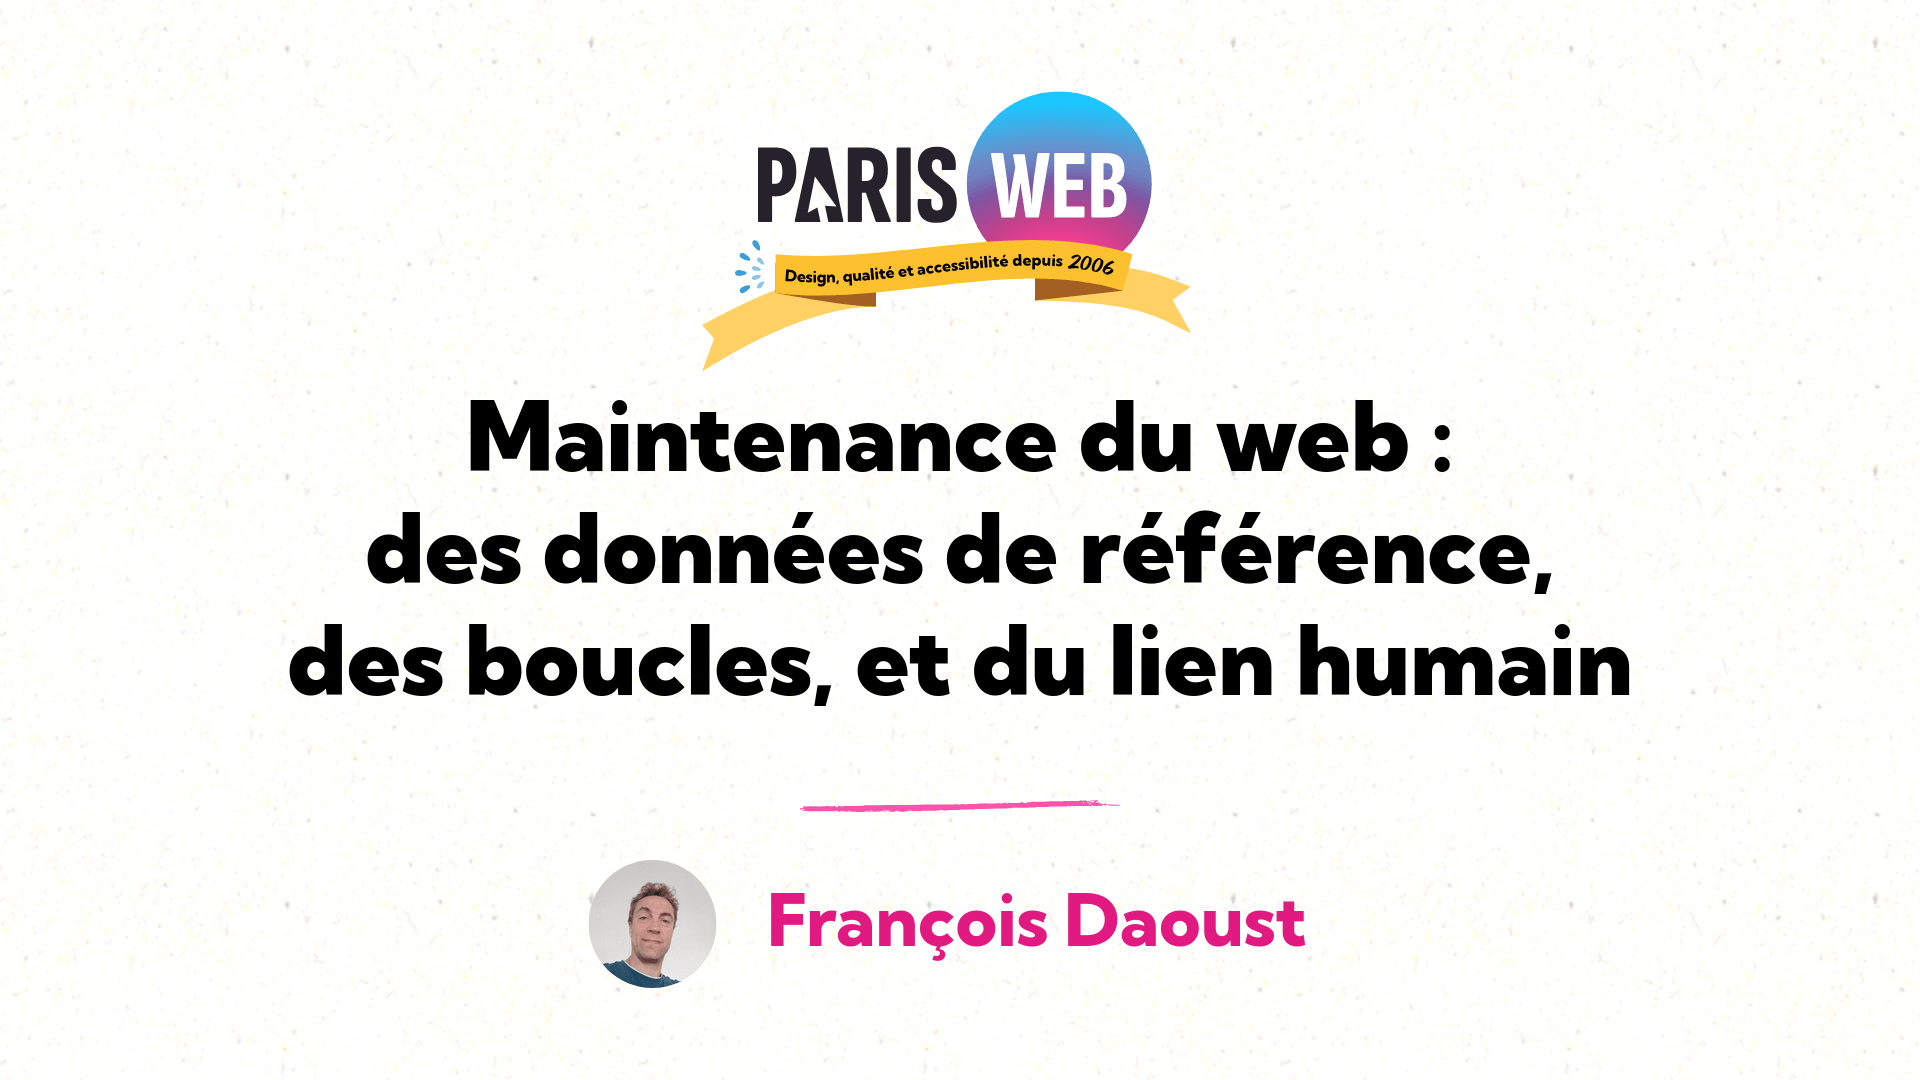 PARIS WEB
Design, qualité et accessibilité depuis 2006
Maintenance du web :
des données de référence,
des boucles, et du lien humain
François Daoust